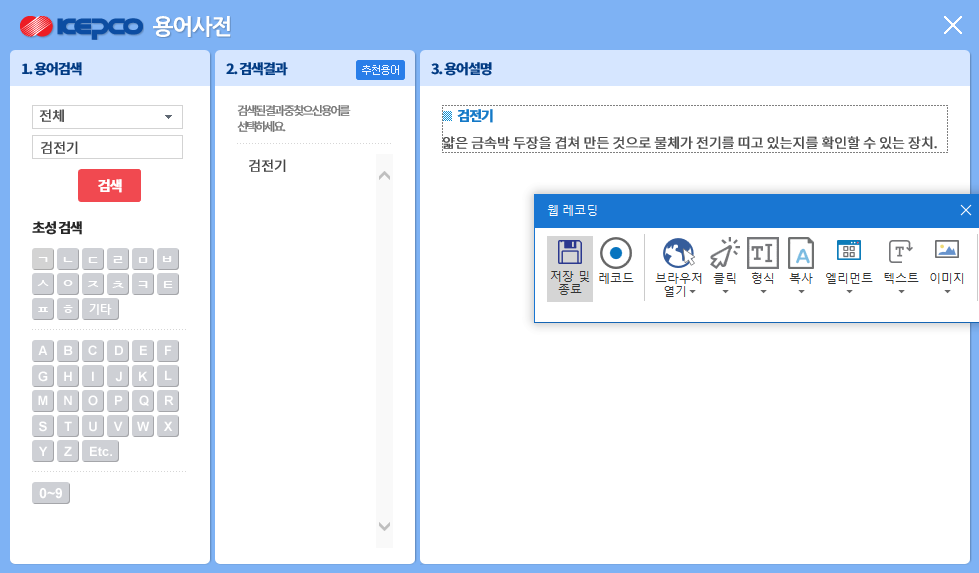 KEPCO 용어사전
1. 용어검색
전체
검전기
검색
초성 검색
ㄱ ㄴ ㄷ ㄹ ㅁ ㅂ
ㅅ ㅇ ㅈ ㅊ ㅋ ㅌ
ㅍ ㅎ 기타
A B C D E F
G H I J K L
M N O P Q R
S T U V W X
Y Z Etc.
0~9
2. 검색결과 추천용어
검색된결과중찾으신용어를
선택하세요.
검전기
3. 용어설명
검전기
얇은 금속박 두장을 겹쳐 만든 것으로 물체가 전기를 띠고 있는지를 확인할 수 있는 장치.
웹 레코딩
저장 및
종료
레코드
브라우저
열기
클릭
형식
복사
엘리먼트
텍스트
이미지